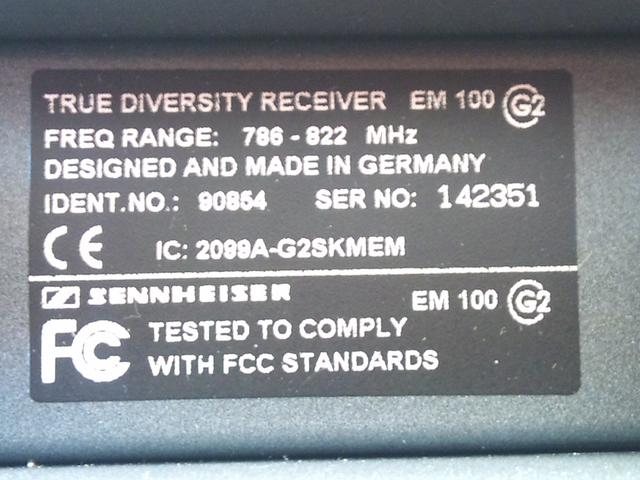 TRUE DIVERSITY RECEIVER EM 100 G2
FREQ RANGE: 786 - 822 MHz
DESIGNED AND MADE IN GERMANY
IDENT.NO.: 90854 SER NO: 142351
CE IC: 2099A-G2SKMEM
SENNHEISER EM 100 G2
FC TESTED TO COMPLY
WITH FCC STANDARDS